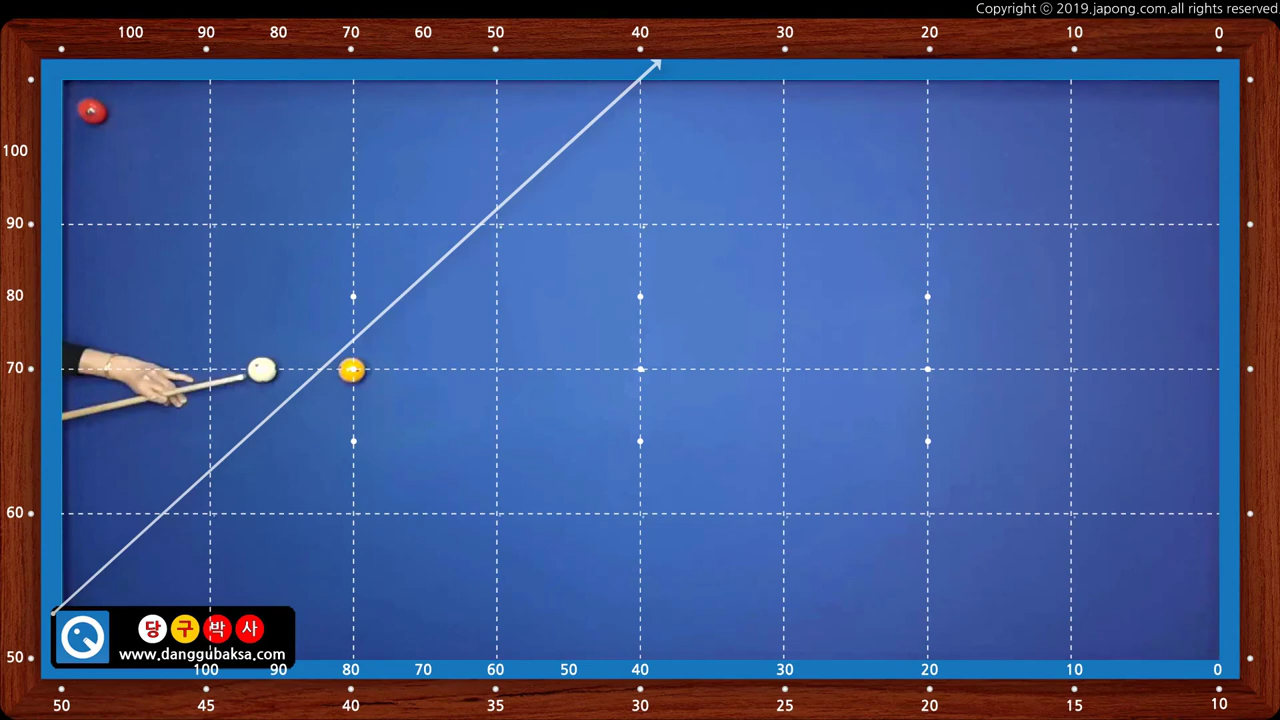 Copyright ⓒ 2019.japong.com.all rights reserved.
100 90 80 70 60 50 40 30 20 10 0
100
90
80
70
60
50
당구박사
www.danggubaksa.com
100 90 80 70 60 50 40 30 20 10 0
50 45 40 35 30 25 20 15 10